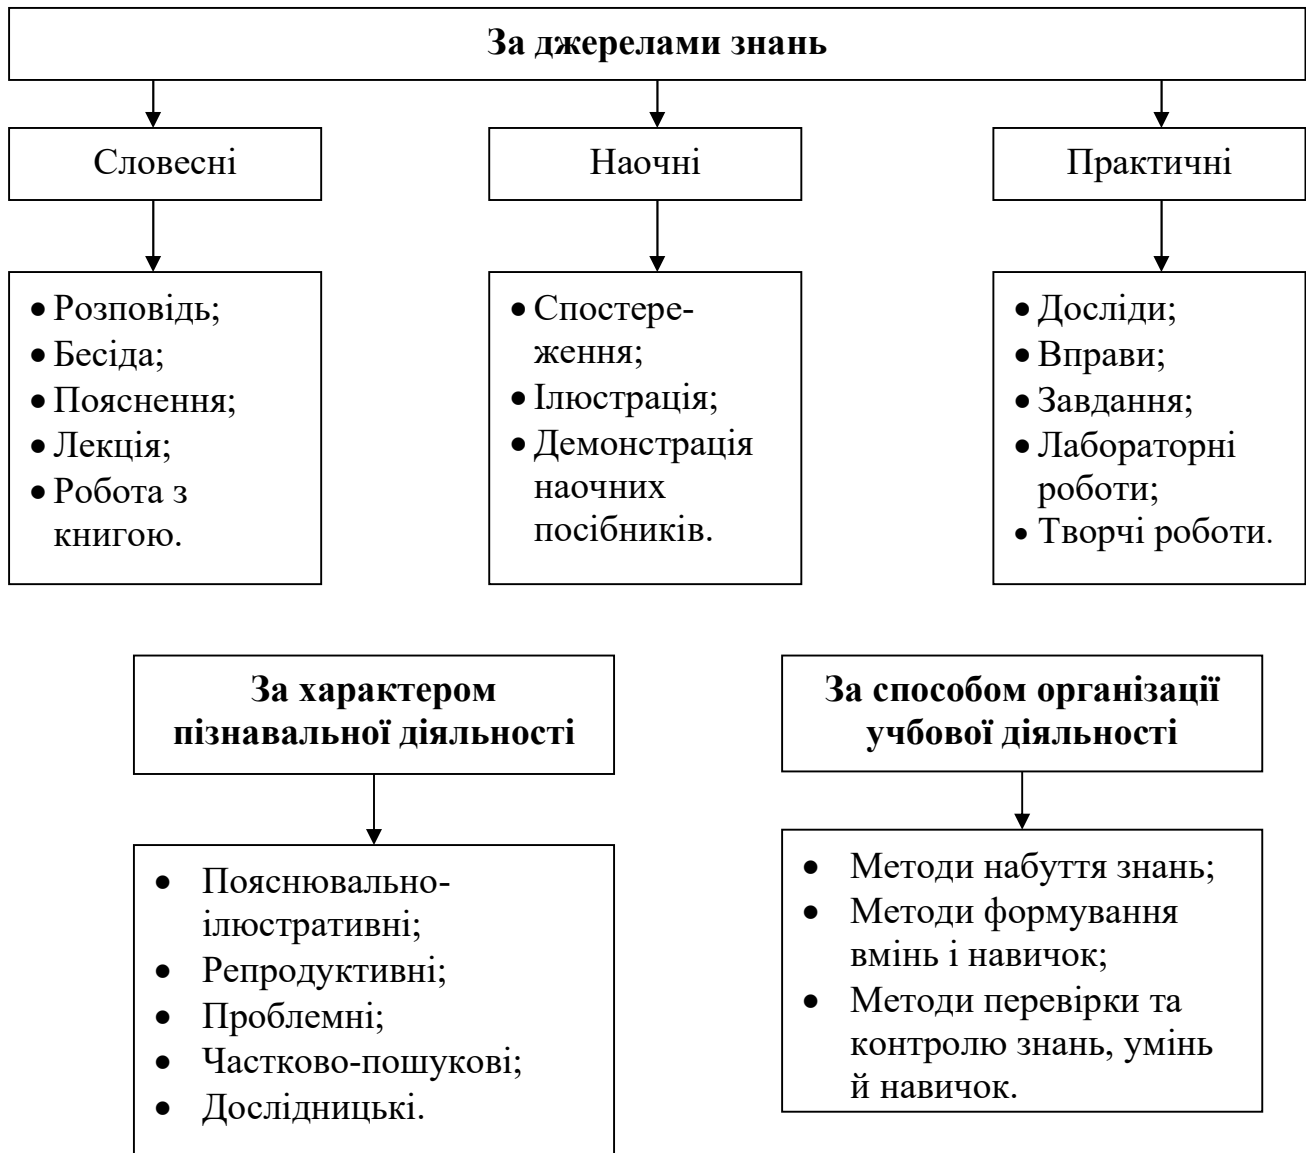 За джерелами знань
Словесні
Наочні
Практичні
• Розповідь;
• Бесіда;
• Пояснення;
• Лекція;
• Робота з
книгою.
• Спостере-
ження;
• Ілюстрація;
• Демонстрація
наочних
посібників.
• Досліди;
• Вправи;
• Завдання;
• Лабораторні
роботи;
• Творчі роботи.
За характером
пізнавальної діяльності
• Пояснювально-
ілюстративні;
• Репродуктивні;
• Проблемні;
• Частково-пошукові;
• Дослідницькі.
За способом організації
учбової діяльності
• Методи набуття знань;
• Методи формування
вмінь і навичок;
• Методи перевірки та
контролю знань, умінь
й навичок.